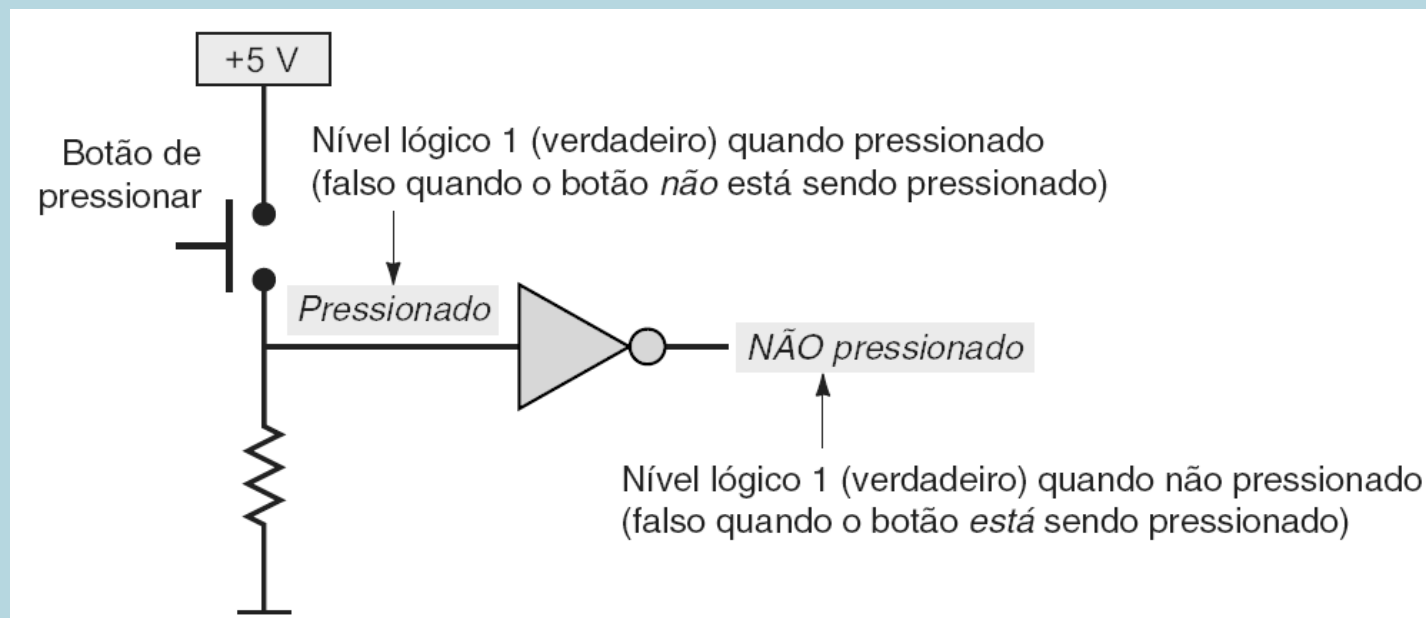 +5 V
Botão de
pressionar
Nível lógico 1 (verdadeiro) quando pressionado
(falso quando o botão não está sendo pressionado)
Pressionado
NÃO pressionado
Nível lógico 1 (verdadeiro) quando não pressionado
(falso quando o botão está sendo pressionado)